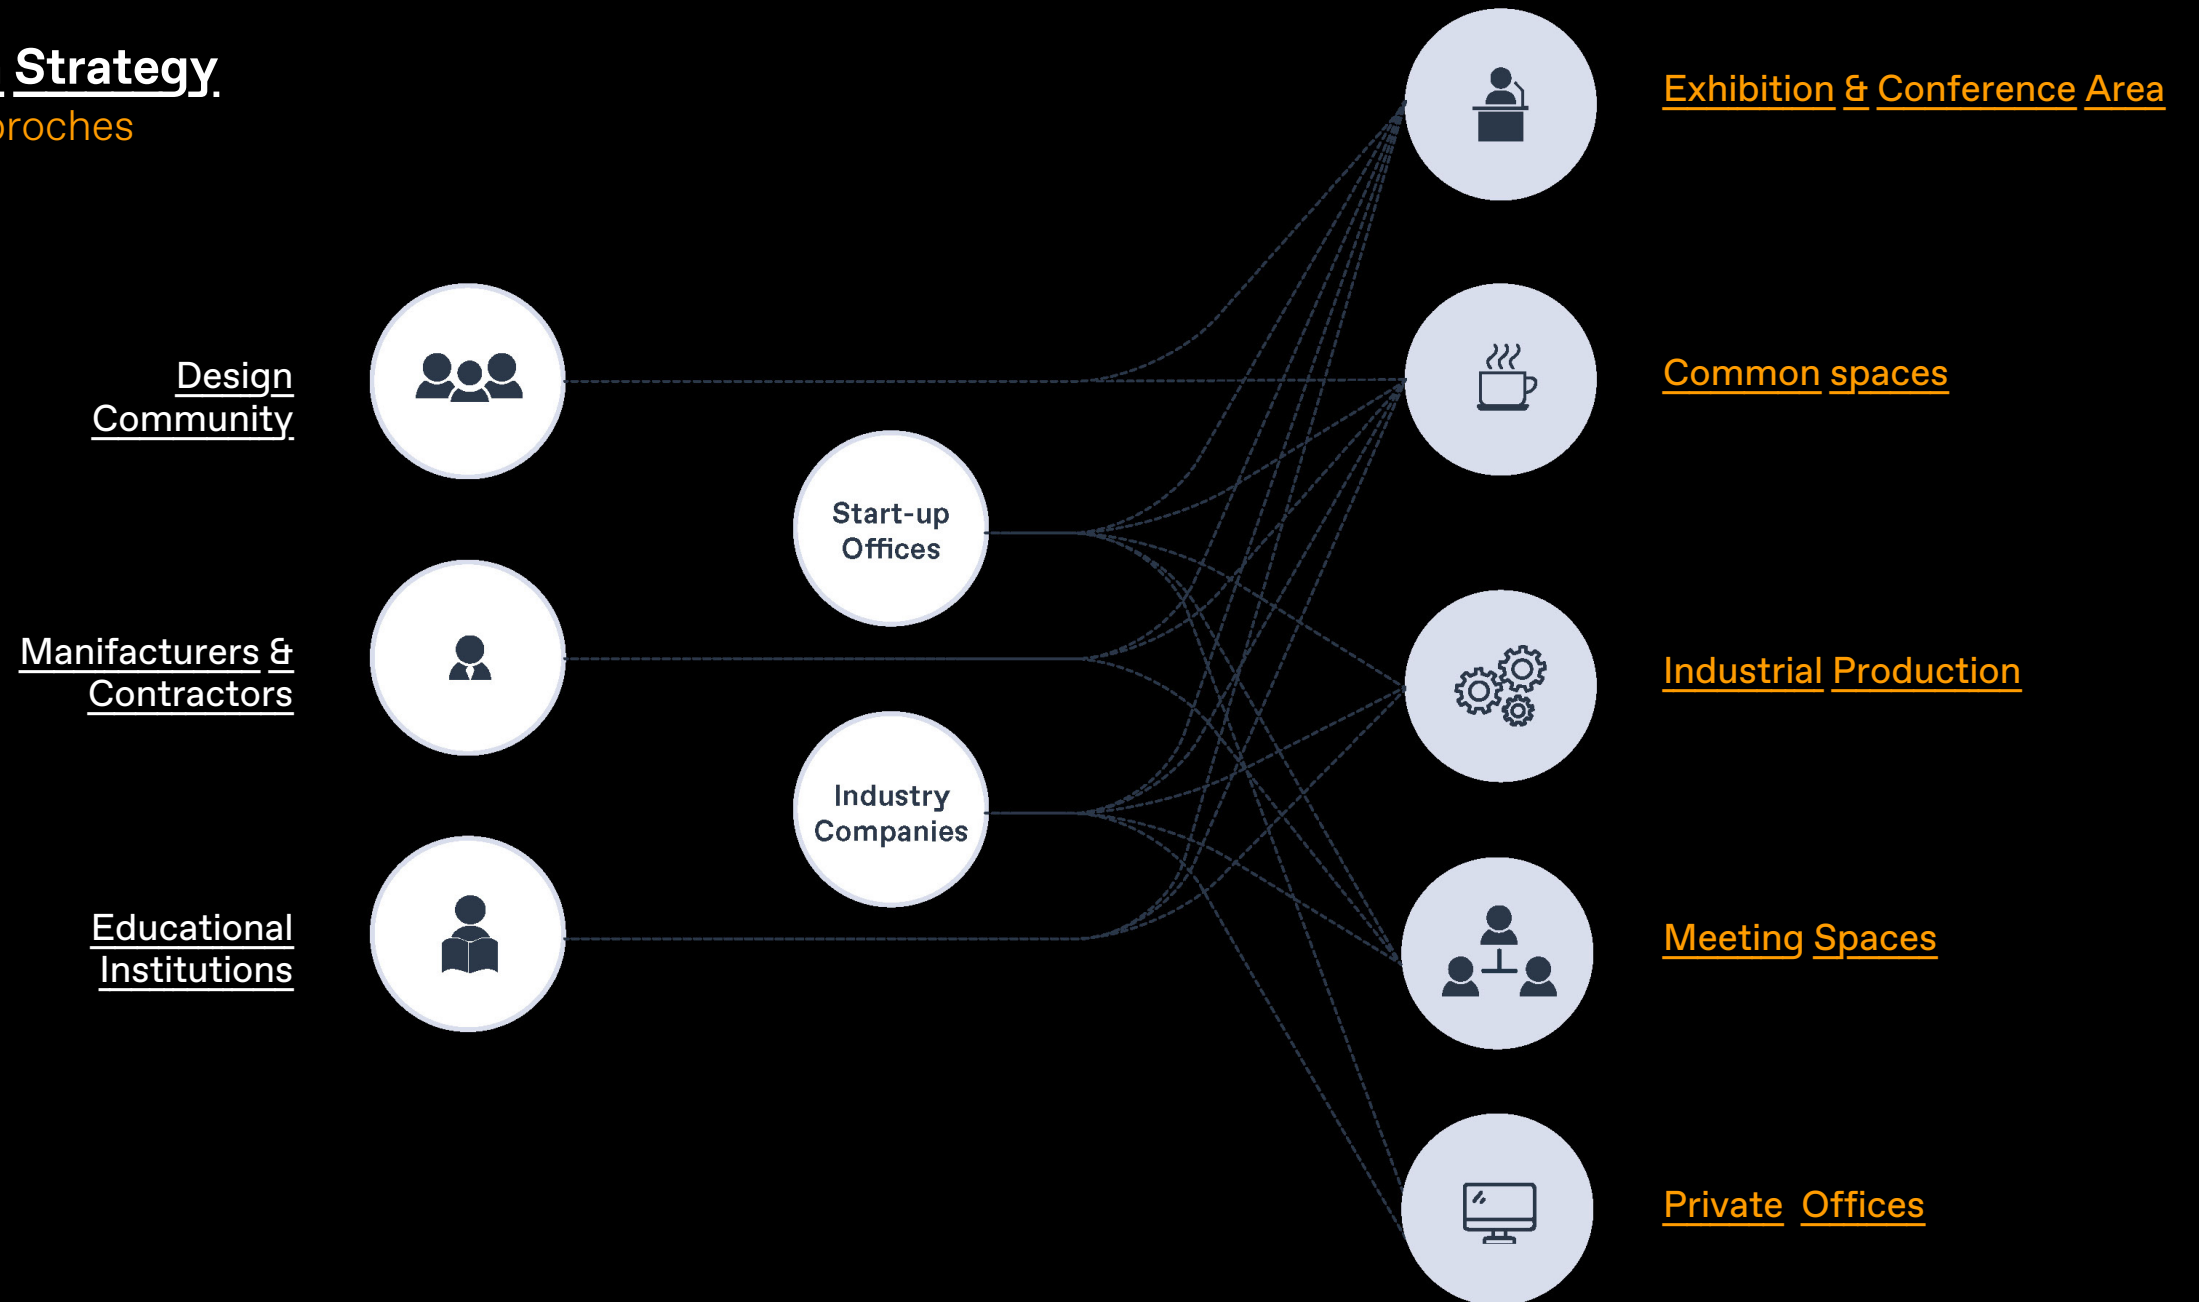 Strategy
Exhibition & Conference Area
Design
Community
Common spaces
Start-up
Offices
Manifacturers &
Contractors
Industrial Production
Industry
Companies
Educational
Institutions
Meeting Spaces
Private Offices